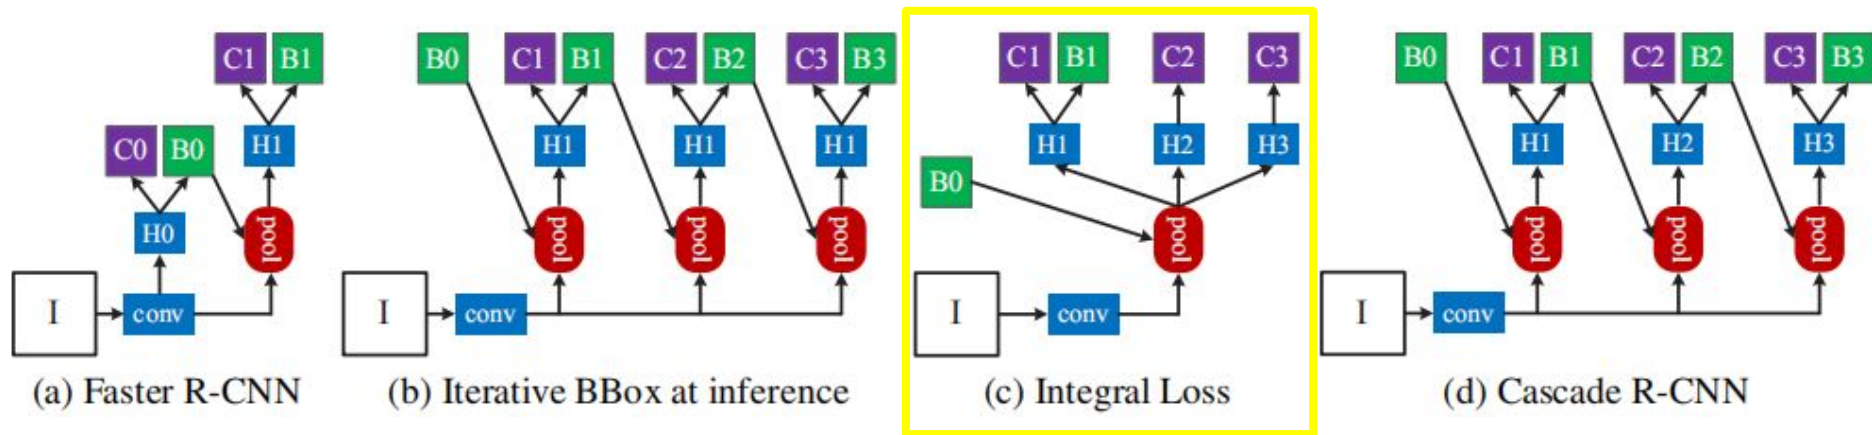 C1 B1
C0 B0
H1
H0
pool
I
conv
(a) Faster R-CNN
B0 C1 B1 C2 B2 C3 B3
H1 H1 H1
pool pool pool
I
conv
(b) Iterative BBox at inference
C1 B1 C2 C3
H1 H2 H3
B0
pool
I
conv
(c) Integral Loss
B0 C1 B1 C2 B2 C3 B3
H1 H2 H3
pool pool pool
I
conv
(d) Cascade R-CNN